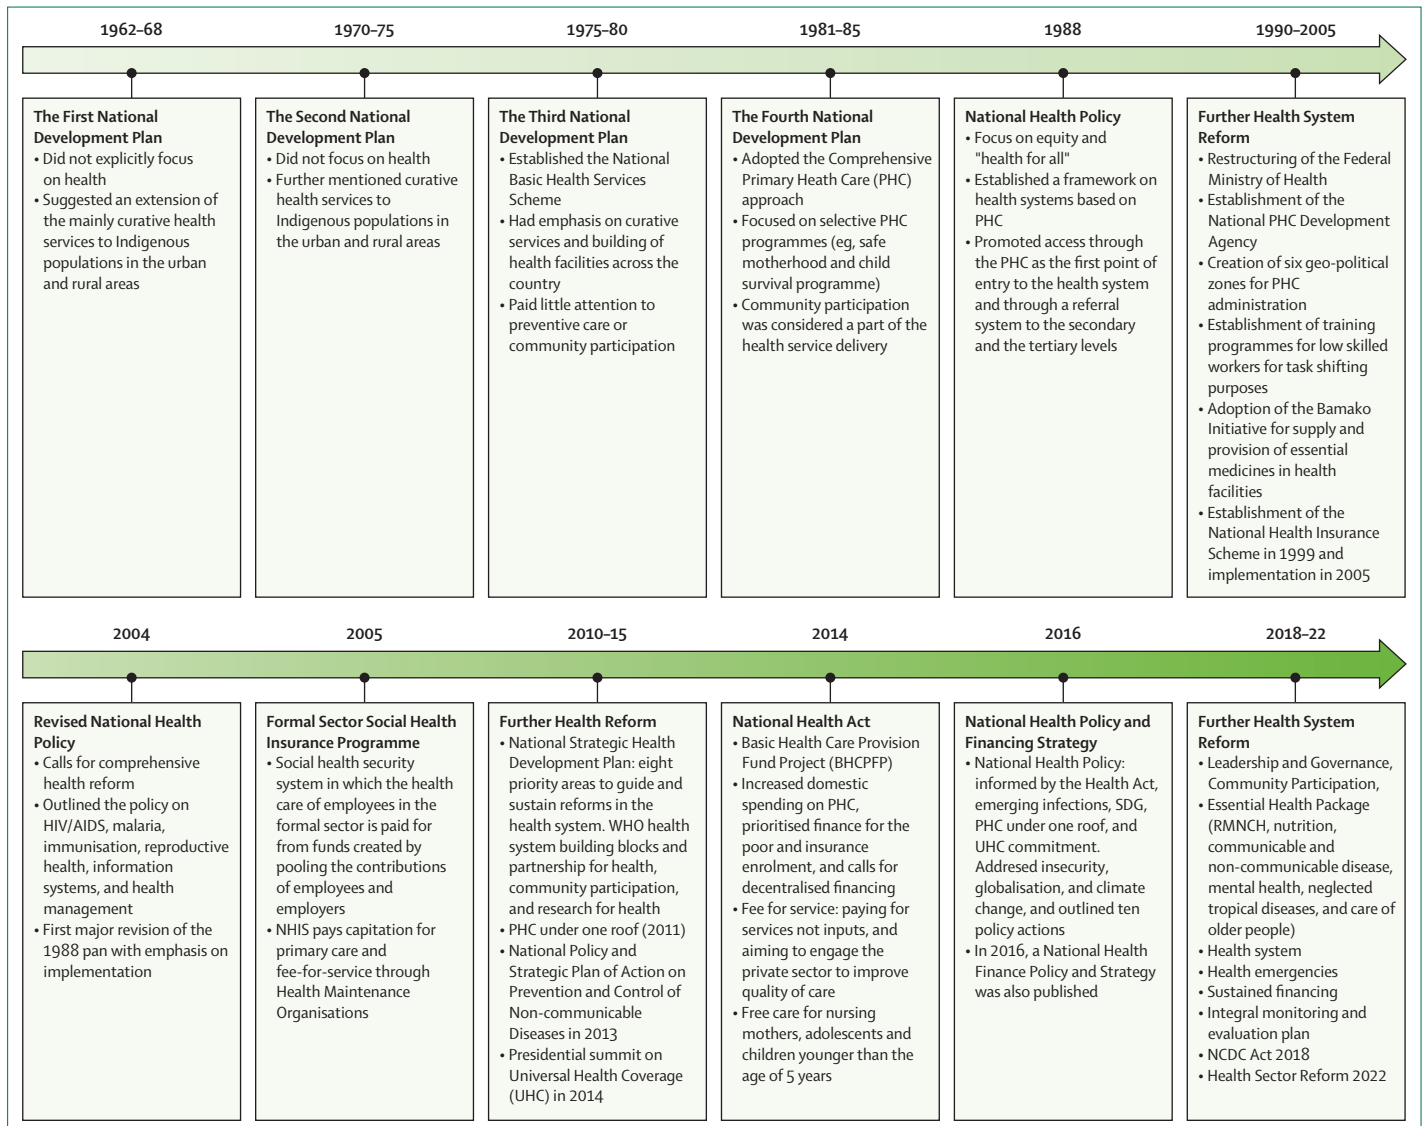 1962–68
1970–75
1975–80
1981–85
1988
1990–2005
The First National
Development Plan
• Did not explicitly focus
on health
• Suggested an extension of
the mainly curative health
services to Indigenous
populations in the urban
and rural areas
The Second National
Development Plan
• Did not focus on health
• Further mentioned curative
health services to
Indigenous populations in
the urban and rural areas
The Third National
Development Plan
• Established the National
Basic Health Services
Scheme
• Had emphasis on curative
services and building of
health facilities across the
country
• Paid little attention to
preventive care or
community participation
The Fourth National
Development Plan
• Adopted the Comprehensive
Primary Heath Care (PHC)
approach
• Focused on selective PHC
programmes (eg, safe
motherhood and child
survival programme)
• Community participation
was considered a part of the
health service delivery
National Health Policy
• Focus on equity and
"health for all"
• Established a framework on
health systems based on
PHC
• Promoted access through
the PHC as the first point of
entry to the health system
and through a referral
system to the secondary
and the tertiary levels
Further Health System
Reform
• Restructuring of the Federal
Ministry of Health
• Establishment of the
National PHC Development
Agency
• Creation of six geo-political
zones for PHC
administration
• Establishment of training
programmes for low skilled
workers for task shifting
purposes
• Adoption of the Bamako
Initiative for supply and
provision of essential
medicines in health
facilities
• Establishment of the
National Health Insurance
Scheme in 1999 and
implementation in 2005
2004
2005
2010–15
2014
2016
2018–22
Revised National Health
Policy
• Calls for comprehensive
health reform
• Outlined the policy on
HIV/AIDS, malaria,
immunisation, reproductive
health, information
systems, and health
management
• First major revision of the
1988 pan with emphasis on
implementation
Formal Sector Social Health
Insurance Programme
• Social health security
system in which the health
care of employees in the
formal sector is paid for
from funds created by
pooling the contributions
of employees and
employers
• NHIS pays capitation for
primary care and
fee-for-service through
Health Maintenance
Organisations
Further Health Reform
• National Strategic Health
Development Plan: eight
priority areas to guide and
sustain reforms in the
health system. WHO health
system building blocks and
partnership for health,
community participation,
and research for health
• PHC under one roof (2011)
• National Policy and
Strategic Plan of Action on
Prevention and Control of
Non-communicable
Diseases in 2013
• Presidential summit on
Universal Health Coverage
(UHC) in 2014
National Health Act
• Basic Health Care Provision
Fund Project (BHCPFP)
• Increased domestic
spending on PHC,
prioritised finance for the
poor and insurance
enrolment, and calls for
decentralised financing
• Fee for service: paying for
services not inputs, and
aiming to engage the
private sector to improve
quality of care
• Free care for nursing
mothers, adolescents and
children younger than the
age of 5 years
National Health Policy and
Financing Strategy
• National Health Policy:
informed by the Health Act,
emerging infections, SDG,
PHC under one roof, and
UHC commitment.
Addresed insecurity,
globalisation, and climate
change, and outlined ten
policy actions
• In 2016, a National Health
Finance Policy and Strategy
was also published
Further Health System
Reform
• Leadership and Governance,
Community Participation,
• Essential Health Package
(RMNCH, nutrition,
communicable and
non-communicable disease,
mental health, neglected
tropical diseases, and care of
older people)
• Health system
• Health emergencies
• Sustained financing
• Integral monitoring and
evaluation plan
• NCDC Act 2018
• Health Sector Reform 2022